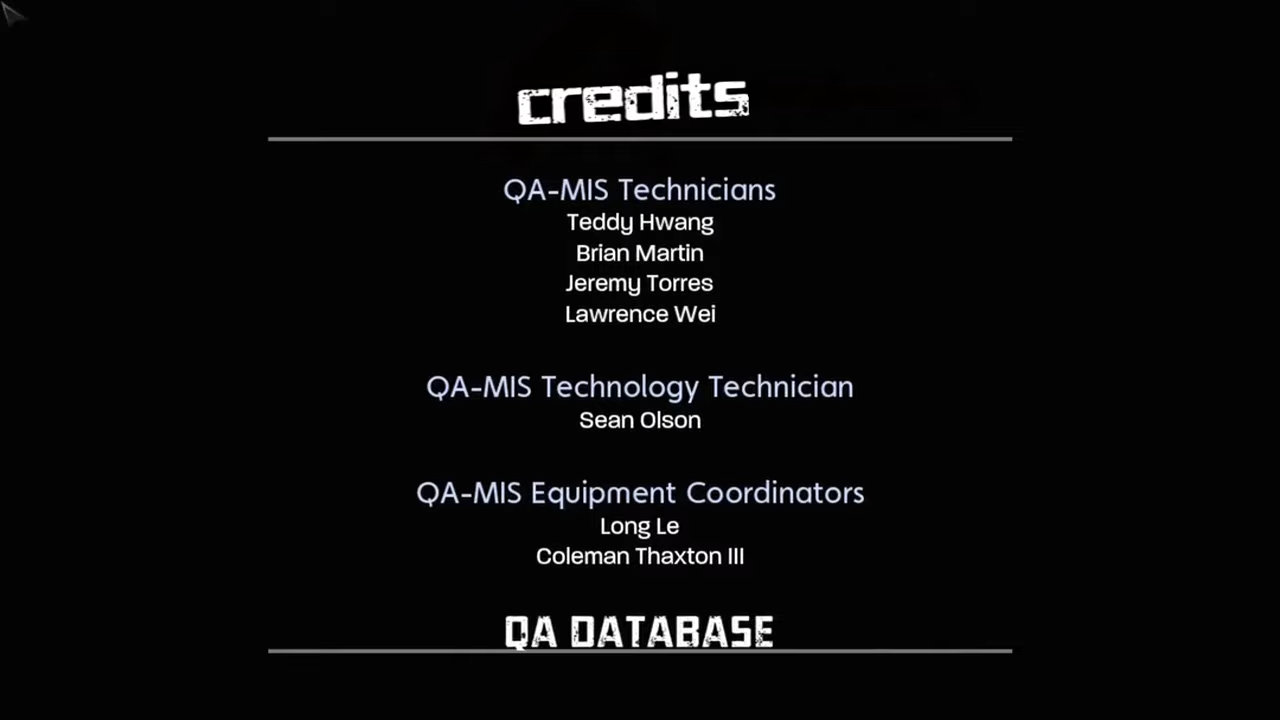 credits
QA-MIS Technicians
Teddy Hwang
Brian Martin
Jeremy Torres
Lawrence Wei
QA-MIS Technology Technician
Sean Olson
QA-MIS Equipment Coordinators
Long Le
Coleman Thaxton III
QA DATABASE